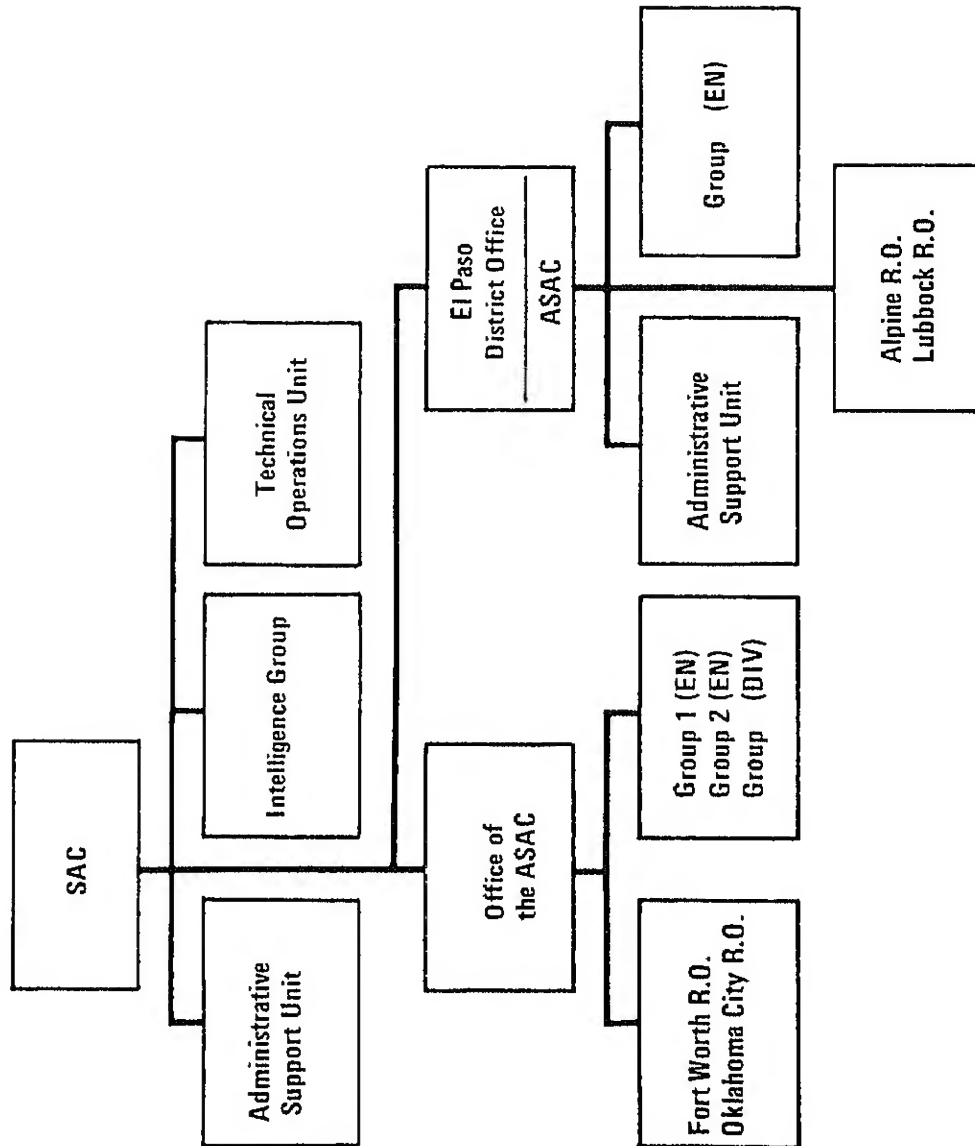 SAC
Administrative
Support Unit
Intelligence Group
Technical
Operations Unit
Office of
the ASAC
El Paso
District Office
ASAC
Fort Worth R.O.
Oklahoma City R.O.
Group 1 (EN)
Group 2 (EN)
Group (DIV)
Administrative
Support Unit
Group (EN)
Alpine R.O.
Lubbock R.O.